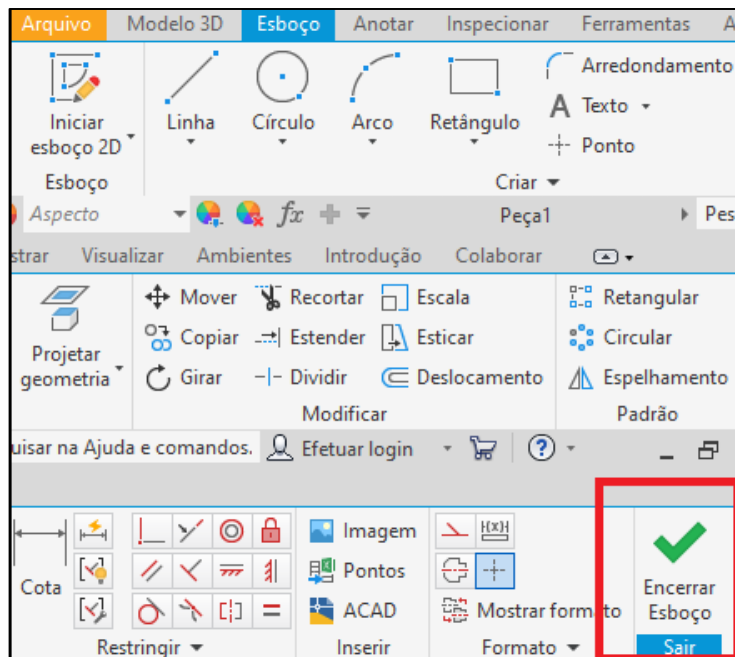 Arquivo Modelo 3D Esboço Anotar Inspecionar Ferramentas A
Arredondamento
A Texto
Iniciar esboço 2D Linha Círculo Arco Retângulo
Ponto
Esboço Criar
Aspecto fx Peça1 Pes
strar Visualizar Ambientes Introdução Colaborar
Mover Recortar Escala Retangular
Projetar geometria Copiar Estender Esticar Circular
Girar Dividir Deslocamento Espelhamento
Modificar Padrão
uisar na Ajuda e comandos. Efetuar login ?
Imagem
Cota Pontos Encerrar Esboço
ACAD Mostrar formato
Restringir Inserir Formato Sair